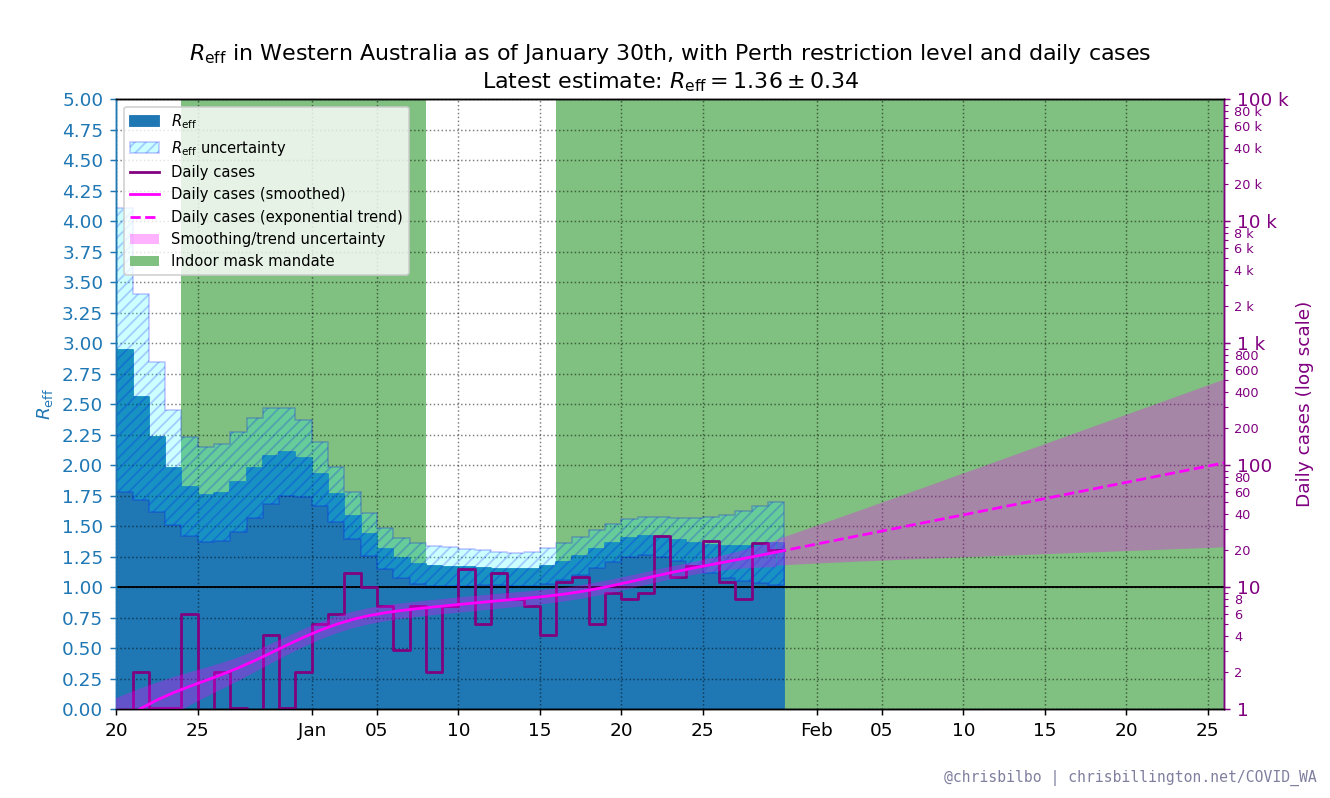 R_eff in Western Australia as of January 30th, with Perth restriction level and daily cases
Latest estimate: R_eff = 1.36 ± 0.34
R_eff
R_eff uncertainty
Daily cases
Daily cases (smoothed)
Daily cases (exponential trend)
Smoothing/trend uncertainty
Indoor mask mandate
R_eff
5.00
4.75
4.50
4.25
4.00
3.75
3.50
3.25
3.00
2.75
2.50
2.25
2.00
1.75
1.50
1.25
1.00
0.75
0.50
0.25
0.00
20 25 Jan 05 10 15 20 25 Feb 05 10 15 20 25
100 k
80 k
60 k
40 k
20 k
10 k
8 k
6 k
4 k
2 k
1 k
800
600
400
200
100
80
60
40
20
10
8
6
4
2
1
Daily cases (log scale)
@chrisbilbo | chrisbillington.net/COVID_WA